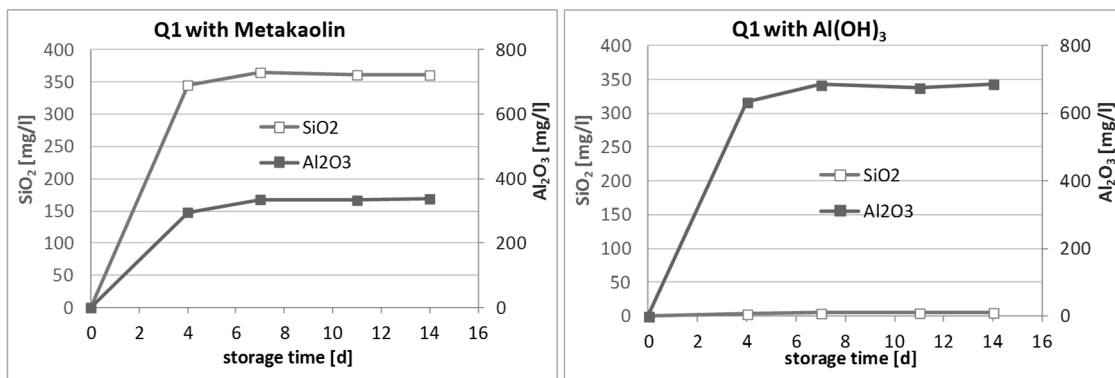 Q1 with Metakaolin
400
350
300
250
200
150
100
50
0
SiO₂ [mg/l]
800
600
400
200
0
Al₂O₃ [mg/l]
SiO2
Al2O3
0 2 4 6 8 10 12 14 16
storage time [d]
Q1 with Al(OH)₃
400
350
300
250
200
150
100
50
0
SiO₂ [mg/l]
800
600
400
200
0
Al₂O₃ [mg/l]
SiO2
Al2O3
0 2 4 6 8 10 12 14 16
storage time [d]